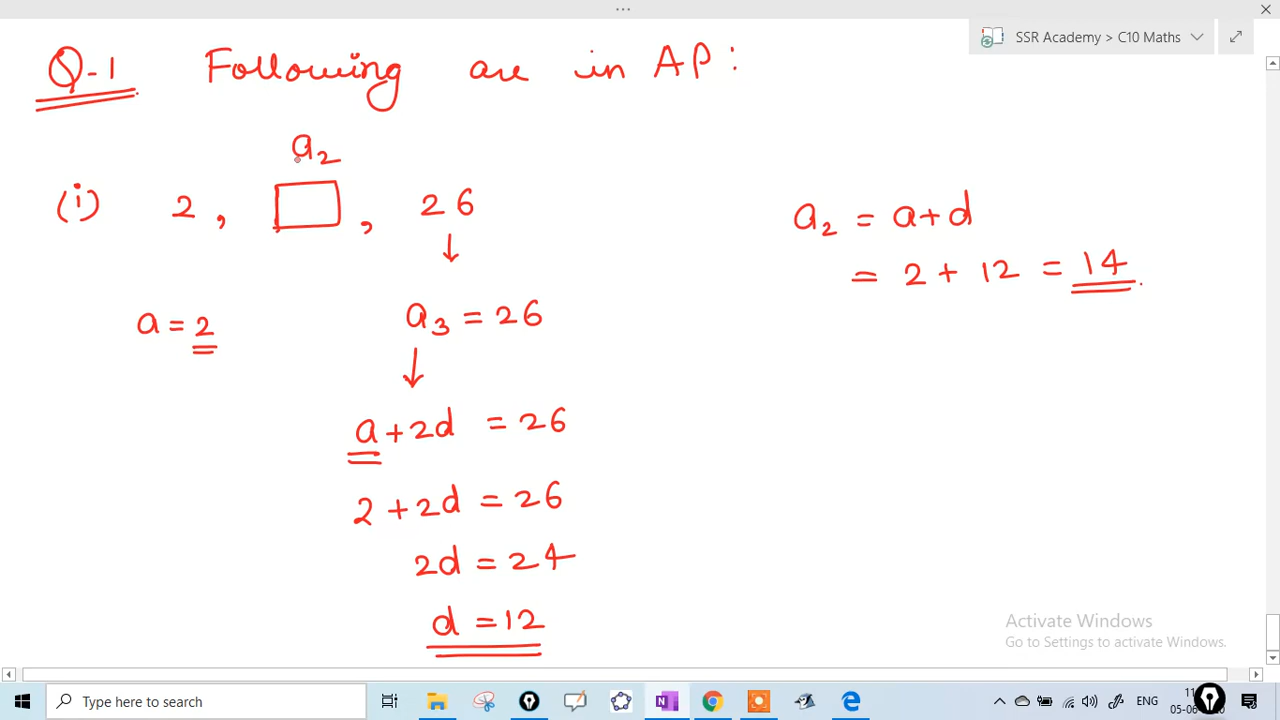 ...
SSR Academy > C10 Maths
Q-1 Following are in AP:
a2
(i) 2, , 26
a2 = a+d
= 2 + 12 = 14
a = 2
a3 = 26
a+2d = 26
2+2d = 26
2d = 24
d = 12
Activate Windows
Go to Settings to activate Windows.
Type here to search
ENG